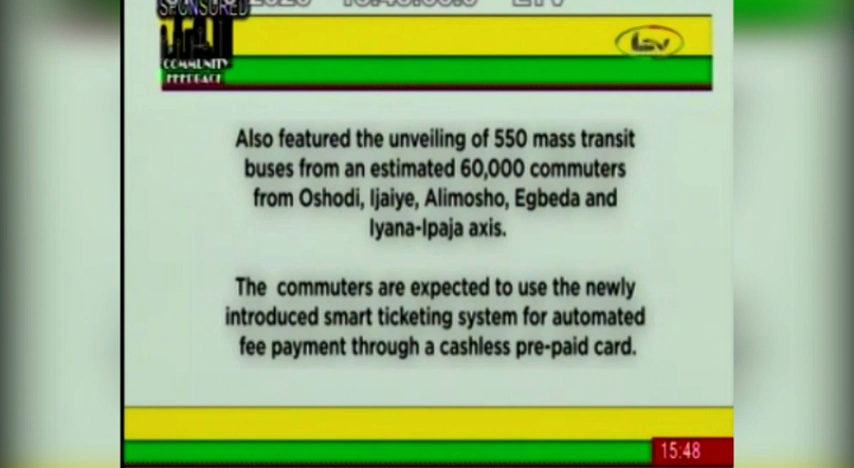 SPONSORED
COMMUNITY
FEEDBACK
Also featured the unveiling of 550 mass transit
buses from an estimated 60,000 commuters
from Oshodi, Ijaiye, Alimosho, Egbeda and
Iyana-Ipaja axis.
The commuters are expected to use the newly
introduced smart ticketing system for automated
fee payment through a cashless pre-paid card.
15:48